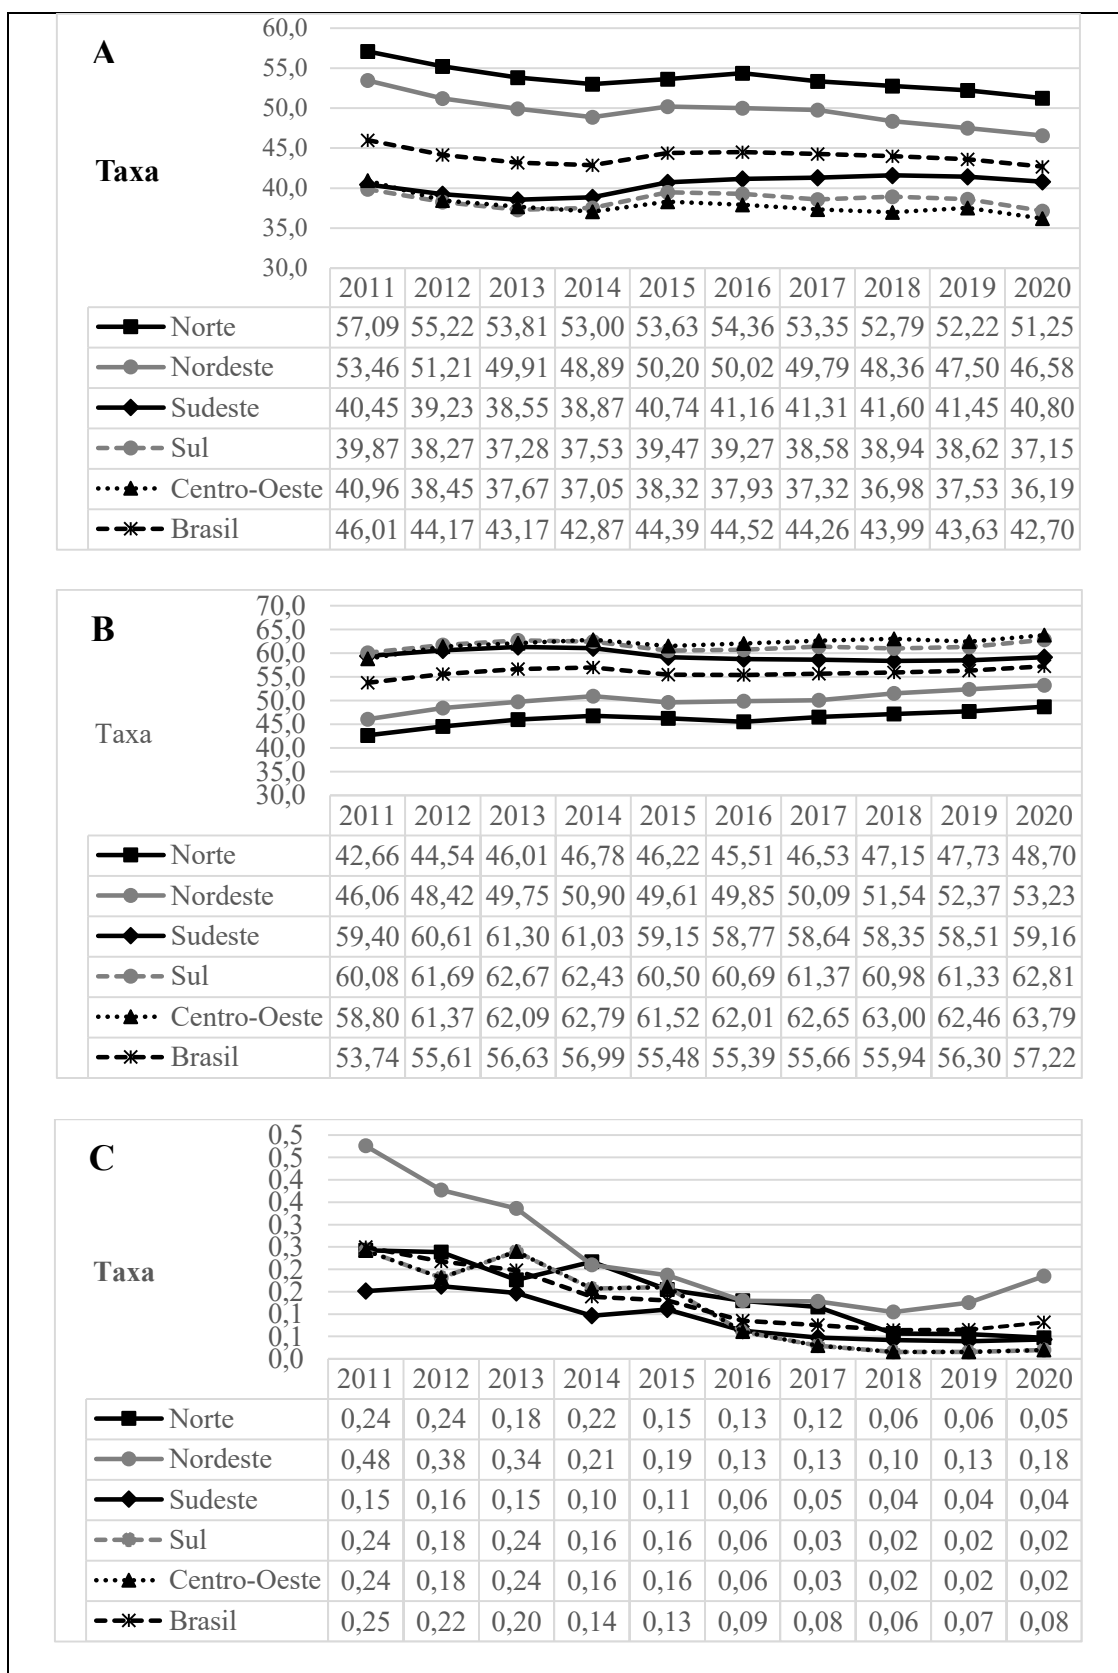 A
Taxa
60,0
55,0
50,0
45,0
40,0
35,0
30,0
2011 2012 2013 2014 2015 2016 2017 2018 2019 2020
Norte 57,09 55,22 53,81 53,00 53,63 54,36 53,35 52,79 52,22 51,25
Nordeste 53,46 51,21 49,91 48,89 50,20 50,02 49,79 48,36 47,50 46,58
Sudeste 40,45 39,23 38,55 38,87 40,74 41,16 41,31 41,60 41,45 40,80
Sul 39,87 38,27 37,28 37,53 39,47 39,27 38,58 38,94 38,62 37,15
Centro-Oeste 40,96 38,45 37,67 37,05 38,32 37,93 37,32 36,98 37,53 36,19
Brasil 46,01 44,17 43,17 42,87 44,39 44,52 44,26 43,99 43,63 42,70
B
Taxa
70,0
65,0
60,0
55,0
50,0
45,0
40,0
35,0
30,0
2011 2012 2013 2014 2015 2016 2017 2018 2019 2020
Norte 42,66 44,54 46,01 46,78 46,22 45,51 46,53 47,15 47,73 48,70
Nordeste 46,06 48,42 49,75 50,90 49,61 49,85 50,09 51,54 52,37 53,23
Sudeste 59,40 60,61 61,30 61,03 59,15 58,77 58,64 58,35 58,51 59,16
Sul 60,08 61,69 62,67 62,43 60,50 60,69 61,37 60,98 61,33 62,81
Centro-Oeste 58,80 61,37 62,09 62,79 61,52 62,01 62,65 63,00 62,46 63,79
Brasil 53,74 55,61 56,63 56,99 55,48 55,39 55,66 55,94 56,30 57,22
C
Taxa
0,5
0,5
0,4
0,4
0,3
0,3
0,2
0,2
0,1
0,1
0,0
2011 2012 2013 2014 2015 2016 2017 2018 2019 2020
Norte 0,24 0,24 0,18 0,22 0,15 0,13 0,12 0,06 0,06 0,05
Nordeste 0,48 0,38 0,34 0,21 0,19 0,13 0,13 0,10 0,13 0,18
Sudeste 0,15 0,16 0,15 0,10 0,11 0,06 0,05 0,04 0,04 0,04
Sul 0,24 0,18 0,24 0,16 0,16 0,06 0,03 0,02 0,02 0,02
Centro-Oeste 0,24 0,18 0,24 0,16 0,16 0,06 0,03 0,02 0,02 0,02
Brasil 0,25 0,22 0,20 0,14 0,13 0,09 0,08 0,06 0,07 0,08